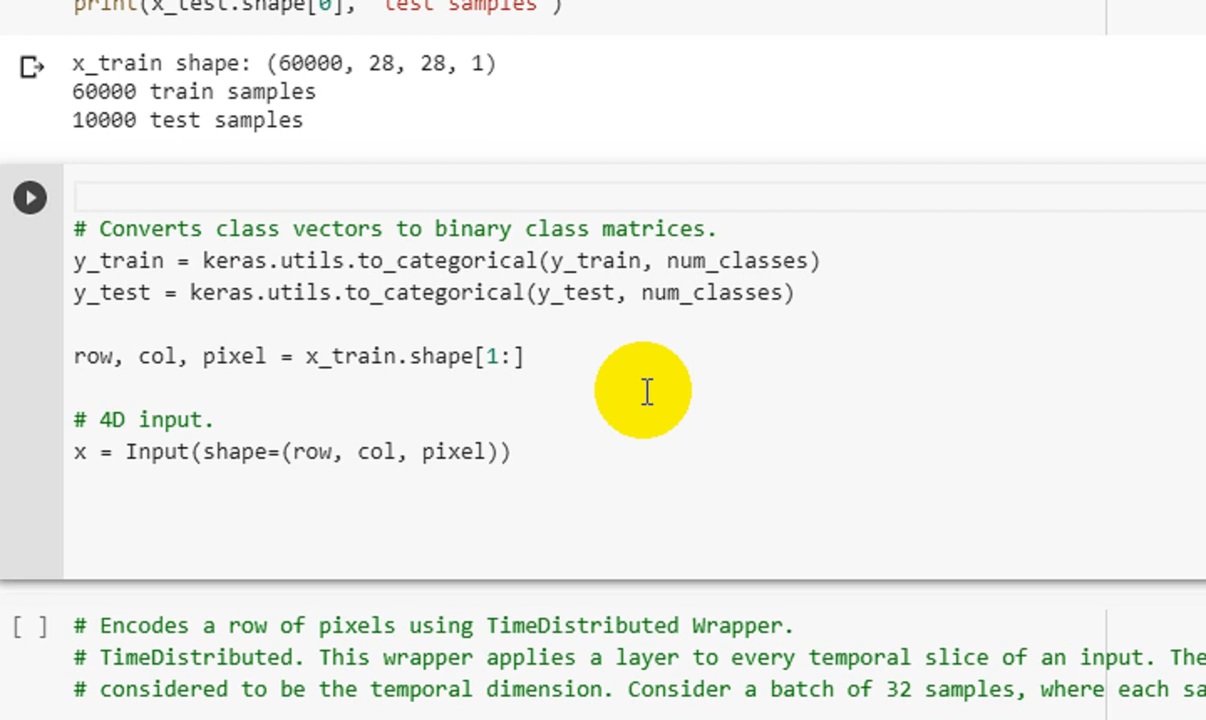 print(x_test.shape[0], 'test samples')
x_train shape: (60000, 28, 28, 1)
60000 train samples
10000 test samples
# Converts class vectors to binary class matrices.
y_train = keras.utils.to_categorical(y_train, num_classes)
y_test = keras.utils.to_categorical(y_test, num_classes)
row, col, pixel = x_train.shape[1:]
# 4D input.
x = Input(shape=(row, col, pixel))
[ ] # Encodes a row of pixels using TimeDistributed Wrapper.
# TimeDistributed. This wrapper applies a layer to every temporal slice of an input. The
# considered to be the temporal dimension. Consider a batch of 32 samples, where each sa